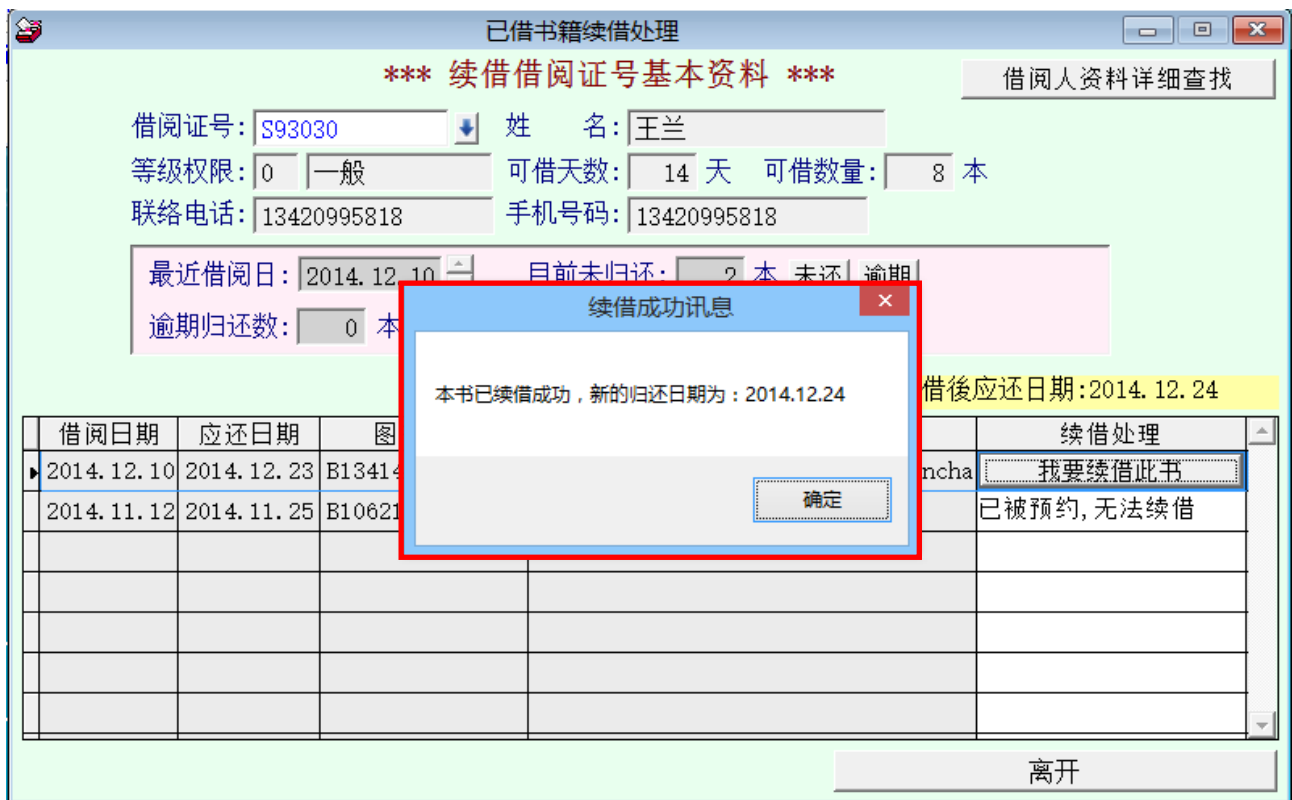 已借书籍续借处理
*** 续借借阅证号基本资料 ***
借阅人资料详细查找
借阅证号: S93030 姓 名: 王兰
等级权限: 0 一般 可借天数: 14 天 可借数量: 8 本
联络电话: 13420995818 手机号码: 13420995818
最近借阅日: 2014.12.10 目前未归还: 2 本 未还 逾期
逾期归还数: 0 本
续借成功讯息
本书已续借成功，新的归还日期为：2014.12.24
确定
借後应还日期:2014.12.24
借阅日期 应还日期 图 续借处理
2014.12.10 2014.12.23 B13414 ncha 我要续借此书
2014.11.12 2014.11.25 B10621 已被预约,无法续借
离开